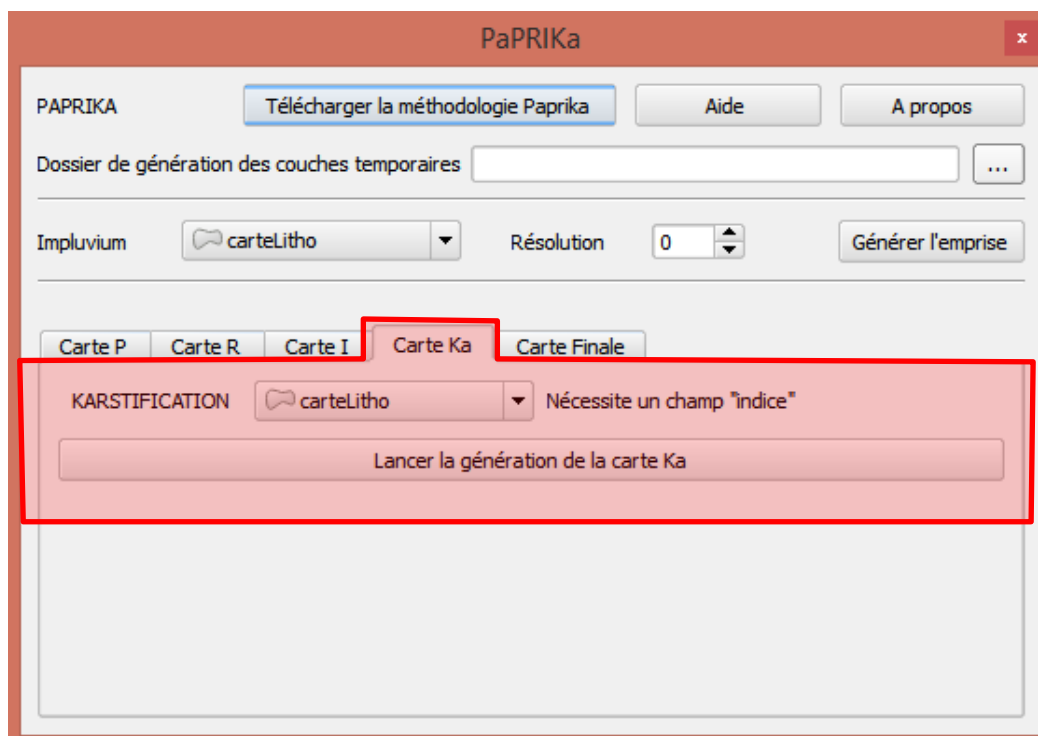 PaPRIKa x
PAPRIKA Télécharger la méthodologie Paprika Aide A propos
Dossier de génération des couches temporaires ...
Impluvium carteLitho Résolution 0 Générer l'emprise
Carte P Carte R Carte I Carte Ka Carte Finale
KARSTIFICATION carteLitho Nécessite un champ "indice"
Lancer la génération de la carte Ka